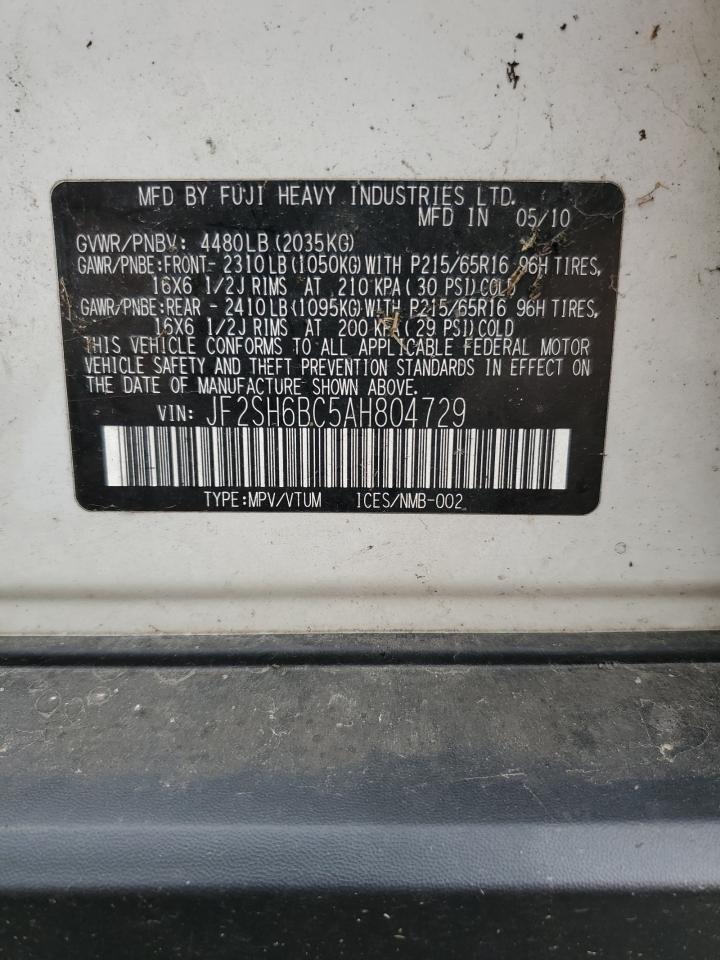 MFD BY FUJI HEAVY INDUSTRIES LTD.
MFD IN 05/10
GVWR/PNBV: 4480LB(2035KG)
GAWR/PNBE:FRONT- 2310LB(1050KG)WITH P215/65R16 96H TIRES,
16X6 1/2J RIMS AT 210 KPA(30 PSI)COLD
GAWR/PNBE:REAR - 2410LB(1095KG)WITH P215/65R16 96H TIRES,
16X6 1/2J RIMS AT 200 KPA(29 PSI)COLD
THIS VEHICLE CONFORMS TO ALL APPLICABLE FEDERAL MOTOR
VEHICLE SAFETY AND THEFT PREVENTION STANDARDS IN EFFECT ON
THE DATE OF MANUFACTURE SHOWN ABOVE.
VIN: JF2SH6BC5AH804729
TYPE:MPV/VTUM ICES/NMB-002